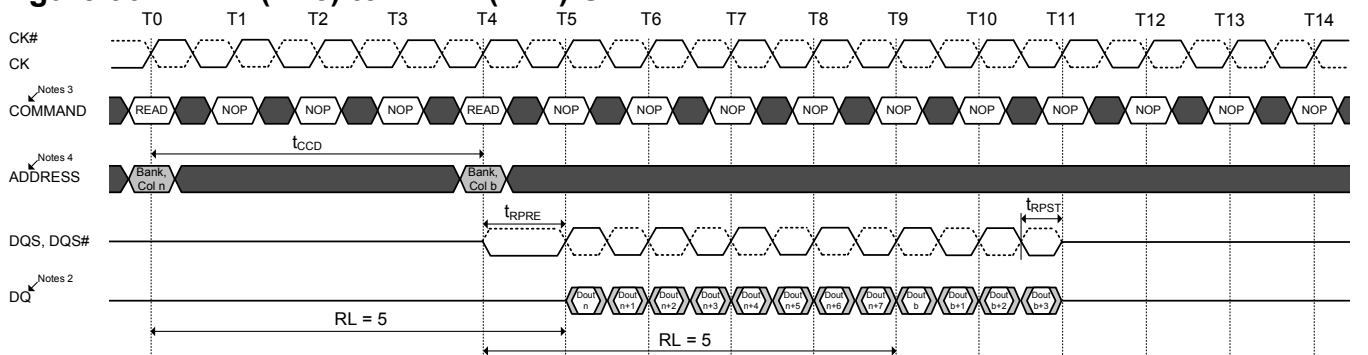 T0 T1 T2 T3 T4 T5 T6 T7 T8 T9 T10 T11 T12 T13 T14
CK#
CK
Notes 3
COMMAND READ NOP NOP NOP READ NOP NOP NOP NOP NOP NOP NOP NOP NOP NOP
tCCD
Notes 4
ADDRESS
Bank, Col n
Bank, Col b
tRPRE
tRPST
DQS, DQS#
Notes 2
DQ
Dout n
Dout n+1
Dout n+2
Dout n+3
Dout n+4
Dout n+5
Dout n+6
Dout n+7
Dout b
Dout b+1
Dout b+2
Dout b+3
RL = 5
RL = 5